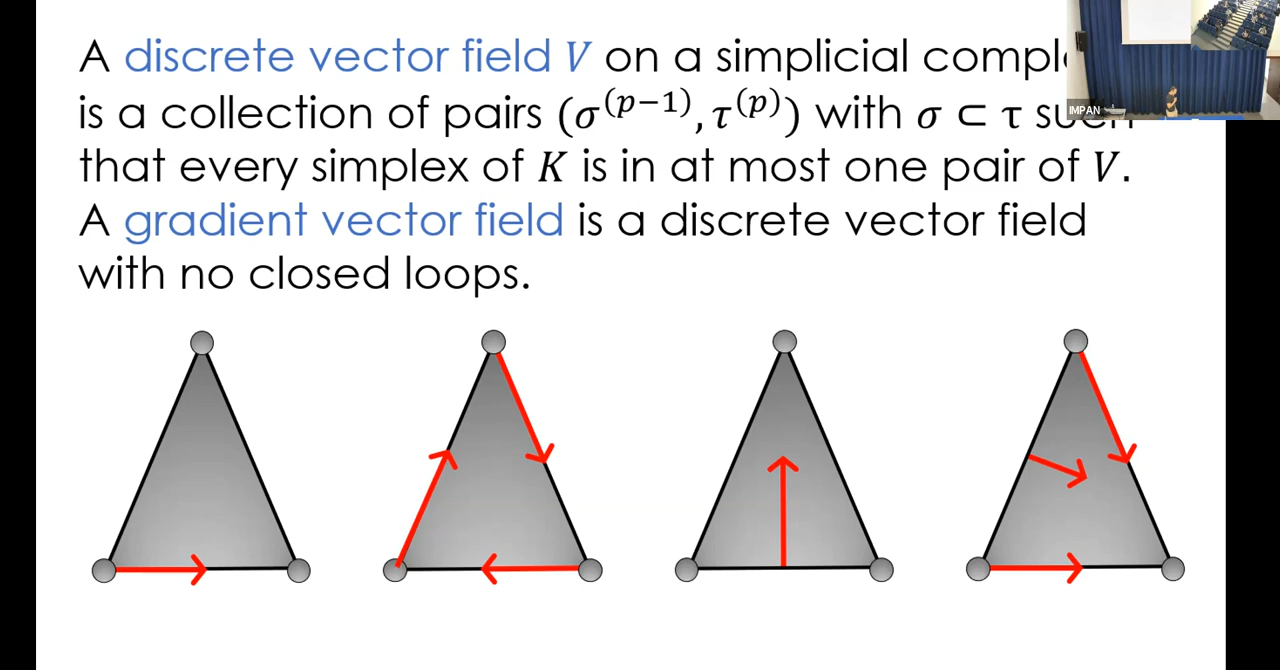 A discrete vector field V on a simplicial
is a collection of pairs (σ⁽ᵖ⁻¹⁾, τ⁽ᵖ⁾) with σ ⊂ τ such
that every simplex of K is in at most one pair of V.
A gradient vector field is a discrete vector field
with no closed loops.
IMPAN